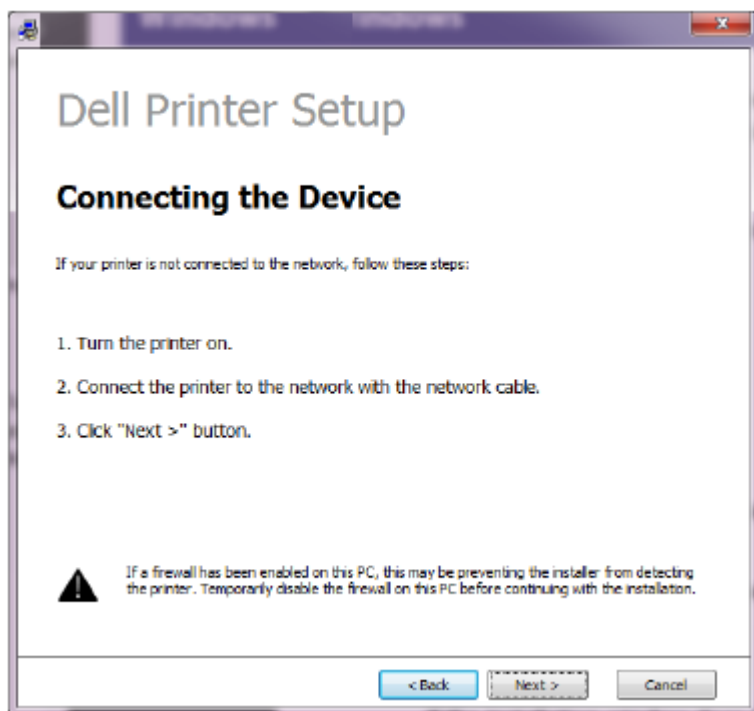 Dell Printer Setup
Connecting the Device
If your printer is not connected to the network, follow these steps:
1. Turn the printer on.
2. Connect the printer to the network with the network cable.
3. Click "Next >" button.
If a firewall has been enabled on this PC, this may be preventing the installer from detecting
the printer. Temporarily disable the firewall on this PC before continuing with the installation.
< Back Next > Cancel